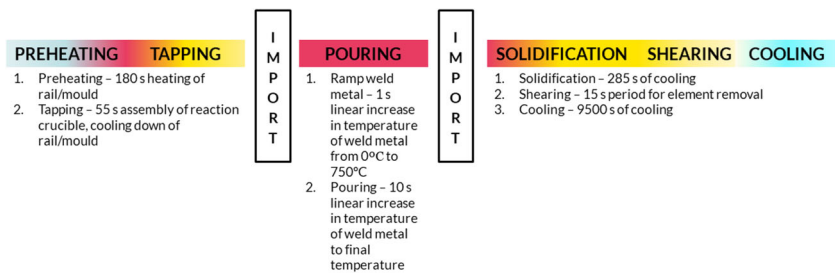 PREHEATING TAPPING
1. Preheating – 180 s heating of
rail/mould
2. Tapping – 55 s assembly of reaction
crucible, cooling down of
rail/mould
I
M
P
O
R
T
POURING
1. Ramp weld
metal – 1 s
linear increase
in temperature
of weld metal
from 0ºC to
750ºC
2. Pouring – 10 s
linear increase
in temperature
of weld metal
to final
temperature
I
M
P
O
R
T
SOLIDIFICATION SHEARING COOLING
1. Solidification – 285 s of cooling
2. Shearing – 15 s period for element removal
3. Cooling – 9500 s of cooling